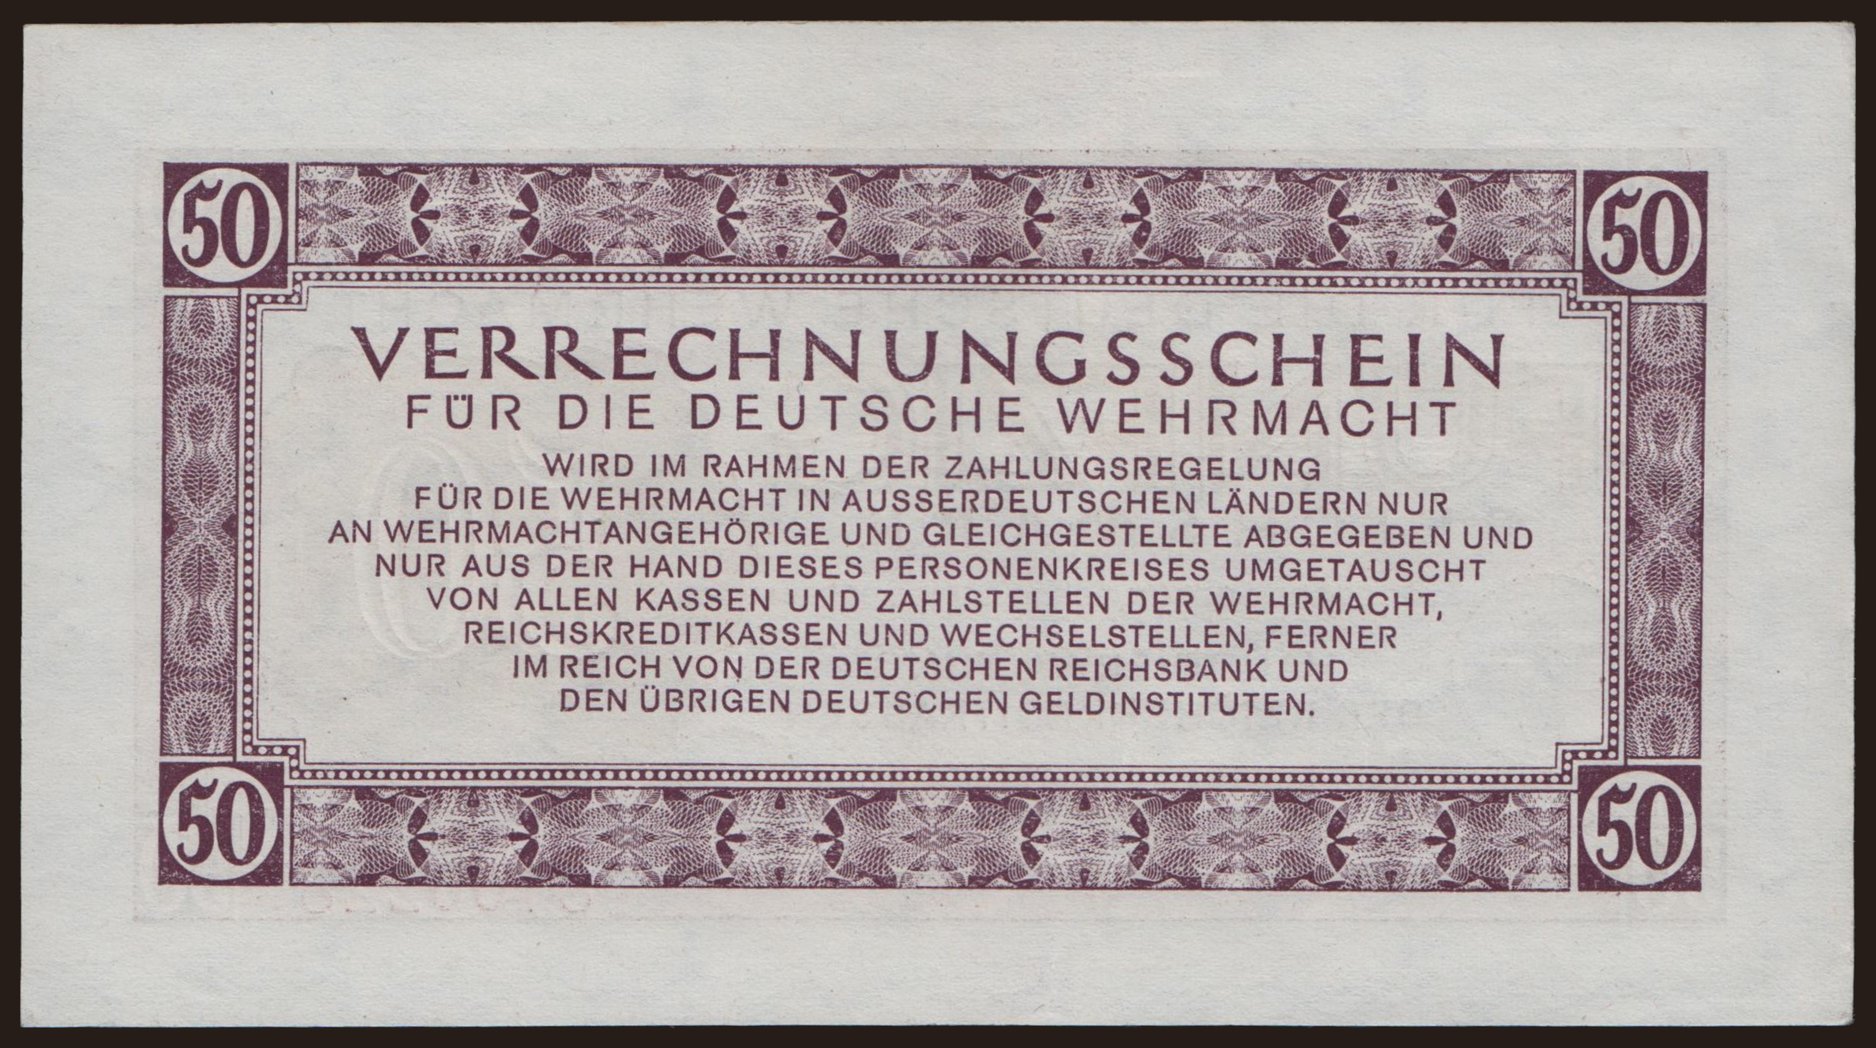 50 50
VERRECHNUNGSSCHEIN
FÜR DIE DEUTSCHE WEHRMACHT
WIRD IM RAHMEN DER ZAHLUNGSREGELUNG
FÜR DIE WEHRMACHT IN AUSSERDEUTSCHEN LÄNDERN NUR
AN WEHRMACHTANGEHÖRIGE UND GLEICHGESTELLTE ABGEGEBEN UND
NUR AUS DER HAND DIESES PERSONENKREISES UMGETAUSCHT
VON ALLEN KASSEN UND ZAHLSTELLEN DER WEHRMACHT,
REICHSKREDITKASSEN UND WECHSELSTELLEN, FERNER
IM REICH VON DER DEUTSCHEN REICHSBANK UND
DEN ÜBRIGEN DEUTSCHEN GELDINSTITUTEN.
50 50